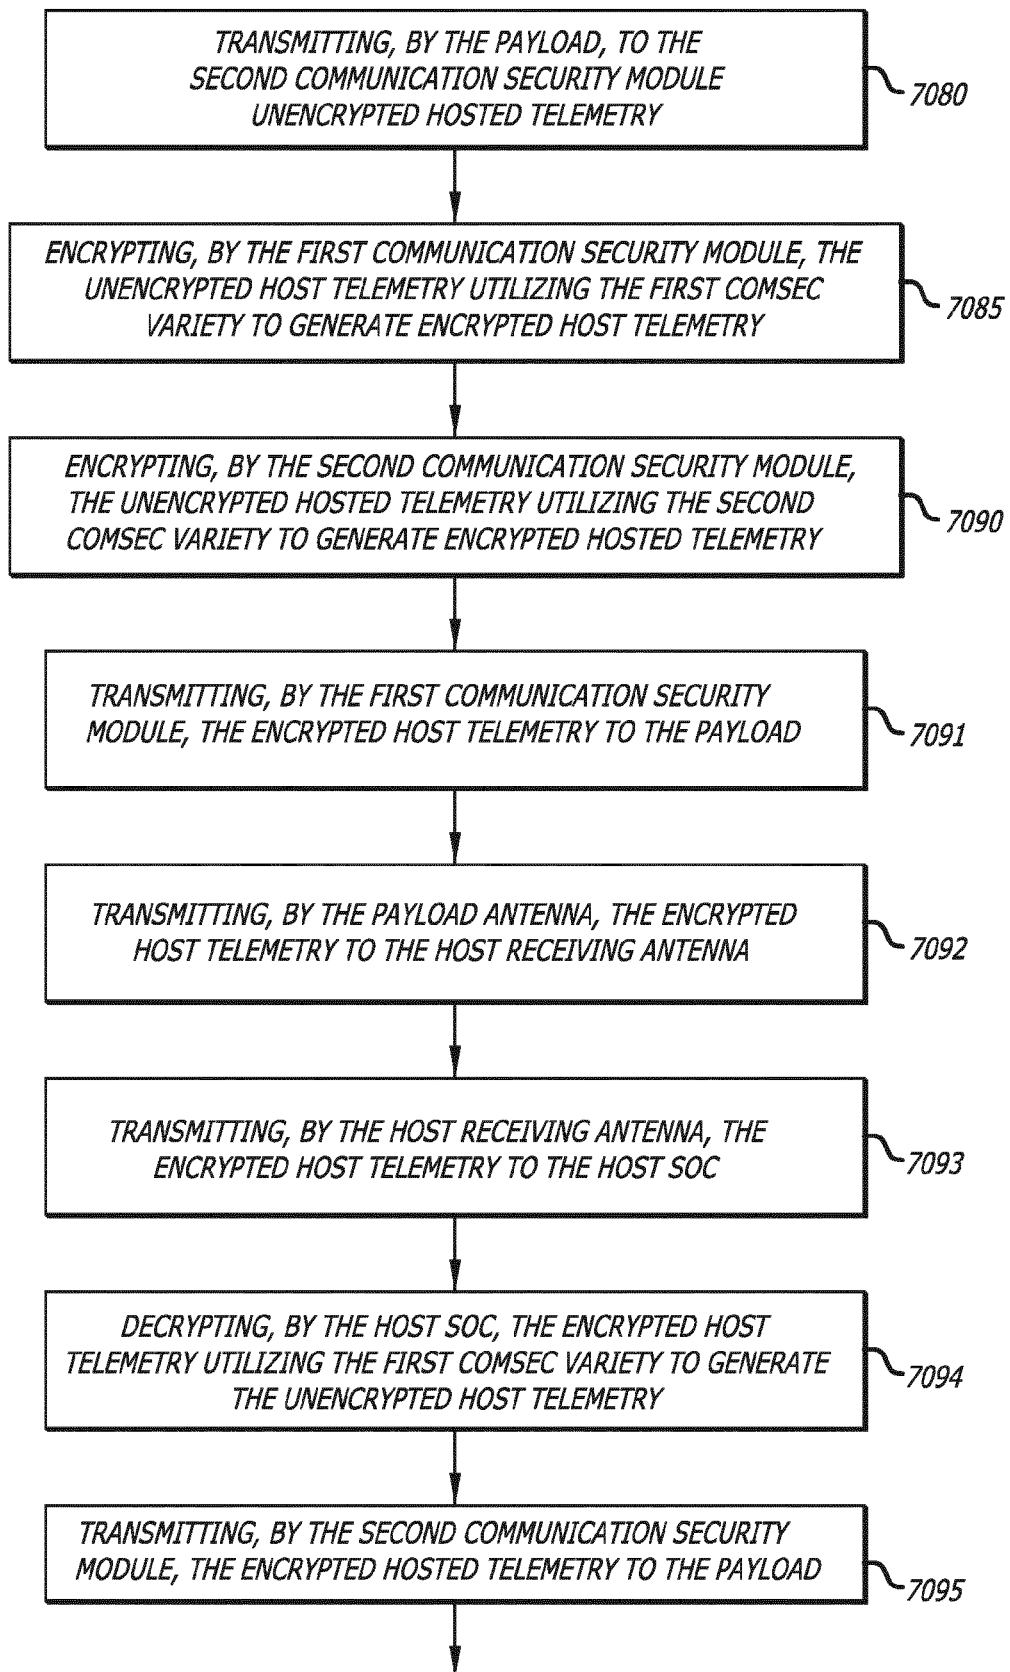 TRANSMITTING, BY THE PAYLOAD, TO THE
SECOND COMMUNICATION SECURITY MODULE
UNENCRYPTED HOSTED TELEMETRY
7080
ENCRYPTING, BY THE FIRST COMMUNICATION SECURITY MODULE, THE
UNENCRYPTED HOST TELEMETRY UTILIZING THE FIRST COMSEC
VARIETY TO GENERATE ENCRYPTED HOST TELEMETRY
7085
ENCRYPTING, BY THE SECOND COMMUNICATION SECURITY MODULE,
THE UNENCRYPTED HOSTED TELEMETRY UTILIZING THE SECOND
COMSEC VARIETY TO GENERATE ENCRYPTED HOSTED TELEMETRY
7090
TRANSMITTING, BY THE FIRST COMMUNICATION SECURITY
MODULE, THE ENCRYPTED HOST TELEMETRY TO THE PAYLOAD
7091
TRANSMITTING, BY THE PAYLOAD ANTENNA, THE ENCRYPTED
HOST TELEMETRY TO THE HOST RECEIVING ANTENNA
7092
TRANSMITTING, BY THE HOST RECEIVING ANTENNA, THE
ENCRYPTED HOST TELEMETRY TO THE HOST SOC
7093
DECRYPTING, BY THE HOST SOC, THE ENCRYPTED HOST
TELEMETRY UTILIZING THE FIRST COMSEC VARIETY TO GENERATE
THE UNENCRYPTED HOST TELEMETRY
7094
TRANSMITTING, BY THE SECOND COMMUNICATION SECURITY
MODULE, THE ENCRYPTED HOSTED TELEMETRY TO THE PAYLOAD
7095